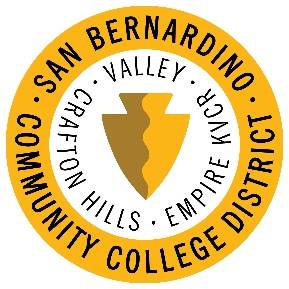 · SAN BERNARDINO ·
COMMUNITY COLLEGE DISTRICT
· VALLEY ·
CRAFTON HILLS · EMPIRE KVCR